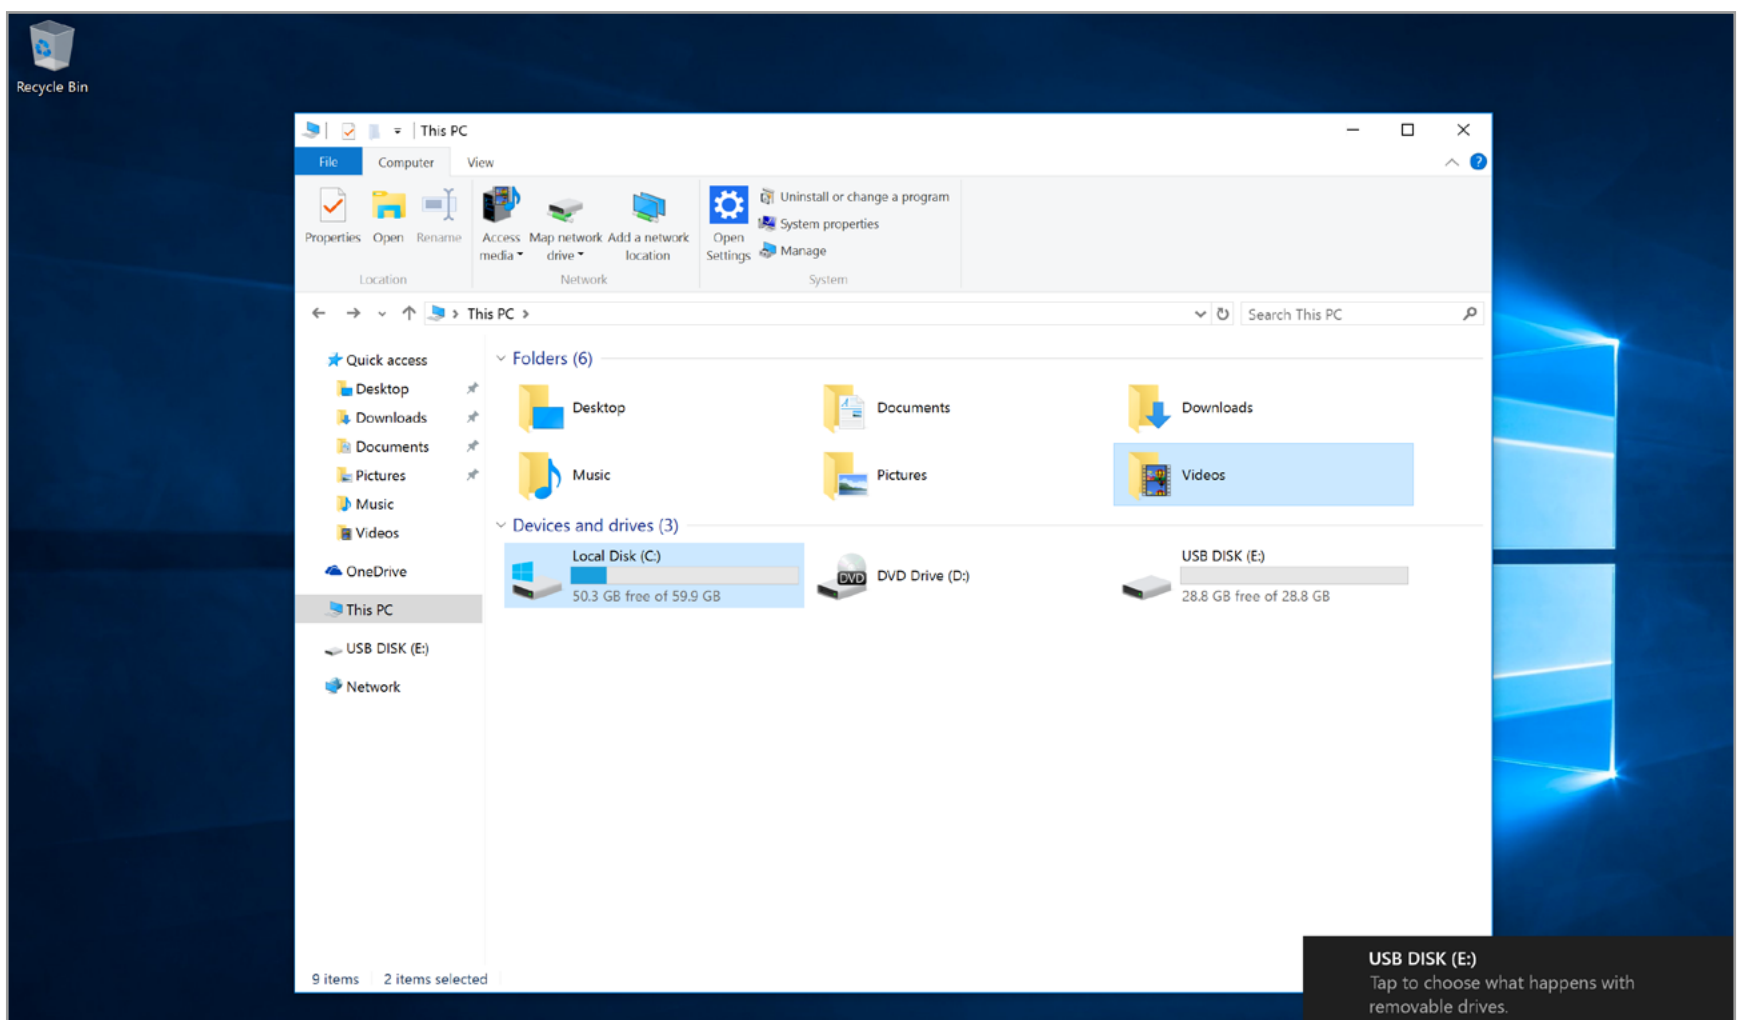 Recycle Bin
This PC
File Computer View
Properties Open Rename
Access media
Map network drive
Add a network location
Open Settings
Uninstall or change a program
System properties
Manage
Location Network System
This PC
Search This PC
Quick access
Desktop
Downloads
Documents
Pictures
Music
Videos
OneDrive
This PC
USB DISK (E:)
Network
Folders (6)
Desktop Documents Downloads
Music Pictures Videos
Devices and drives (3)
Local Disk (C:)
50.3 GB free of 59.9 GB
DVD
DVD Drive (D:)
USB DISK (E:)
28.8 GB free of 28.8 GB
9 items 2 items selected
USB DISK (E:)
Tap to choose what happens with
removable drives.